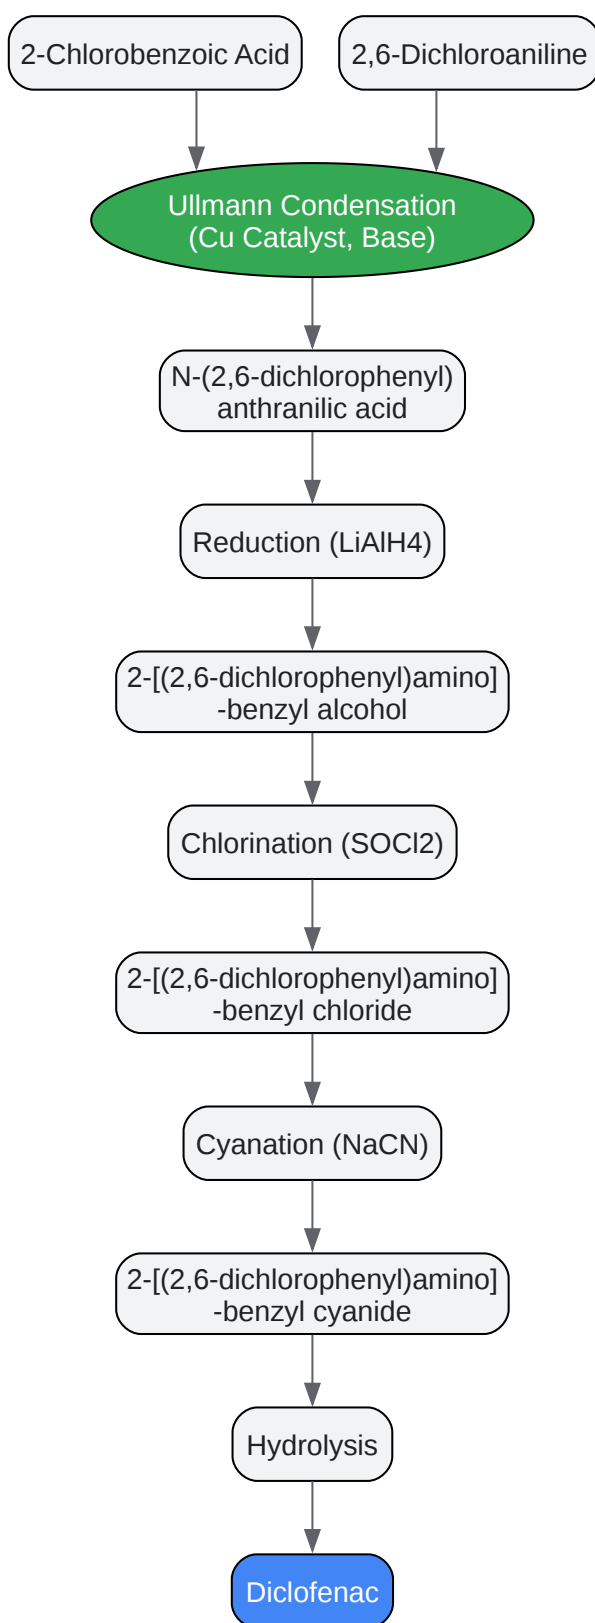 2-Chlorobenzoic Acid
2,6-Dichloroaniline
Ullmann Condensation
(Cu Catalyst, Base)
N-(2,6-dichlorophenyl)
anthranilic acid
Reduction (LiAlH4)
2-[(2,6-dichlorophenyl)amino]
-benzyl alcohol
Chlorination (SOCl2)
2-[(2,6-dichlorophenyl)amino]
-benzyl chloride
Cyanation (NaCN)
2-[(2,6-dichlorophenyl)amino]
-benzyl cyanide
Hydrolysis
Diclofenac